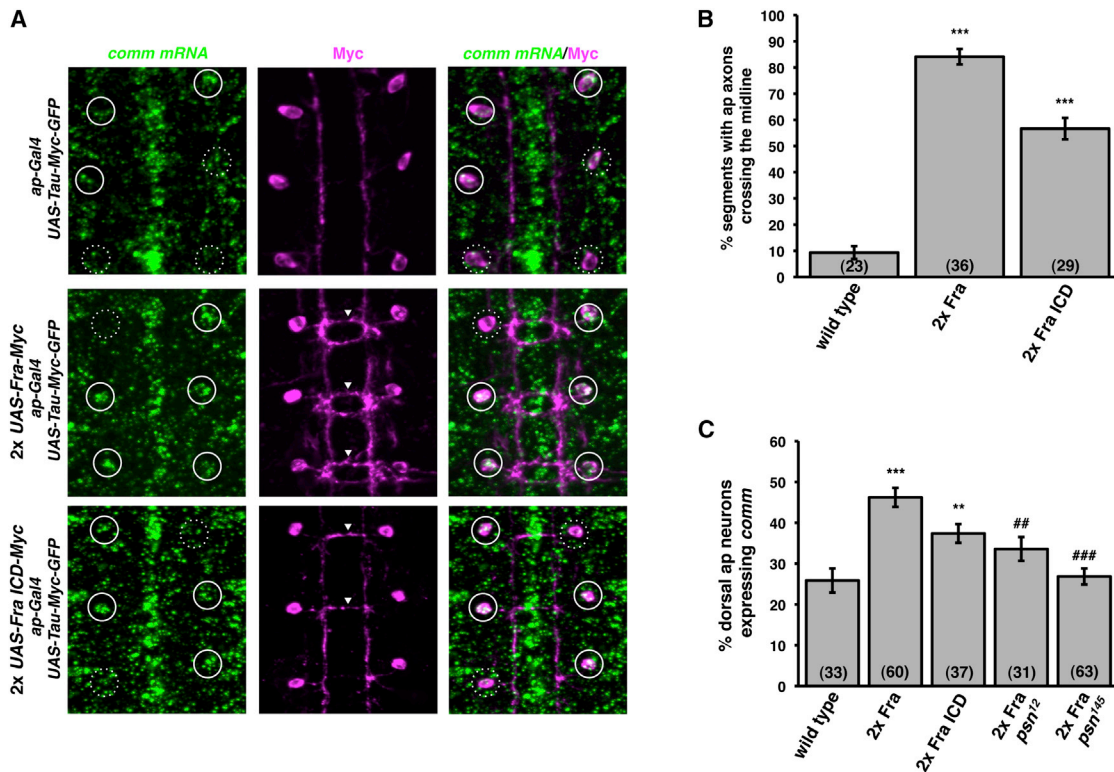 A
comm mRNA
Myc
comm mRNA/Myc
ap-Gal4
UAS-Tau-Myc-GFP
2x UAS-Fra-Myc
ap-Gal4
UAS-Tau-Myc-GFP
2x UAS-Fra ICD-Myc
ap-Gal4
UAS-Tau-Myc-GFP
B
% segments with ap axons
crossing the midline
100
90
80
70
60
50
40
30
20
10
0
***
***
(23)
(36)
(29)
wild type
2x Fra
2x Fra ICD
C
% dorsal ap neurons
expressing comm
60
50
40
30
20
10
0
***
**
##
###
(33)
(60)
(37)
(31)
(63)
wild type
2x Fra
2x Fra ICD
2x Fra
psn12
2x Fra
psn145